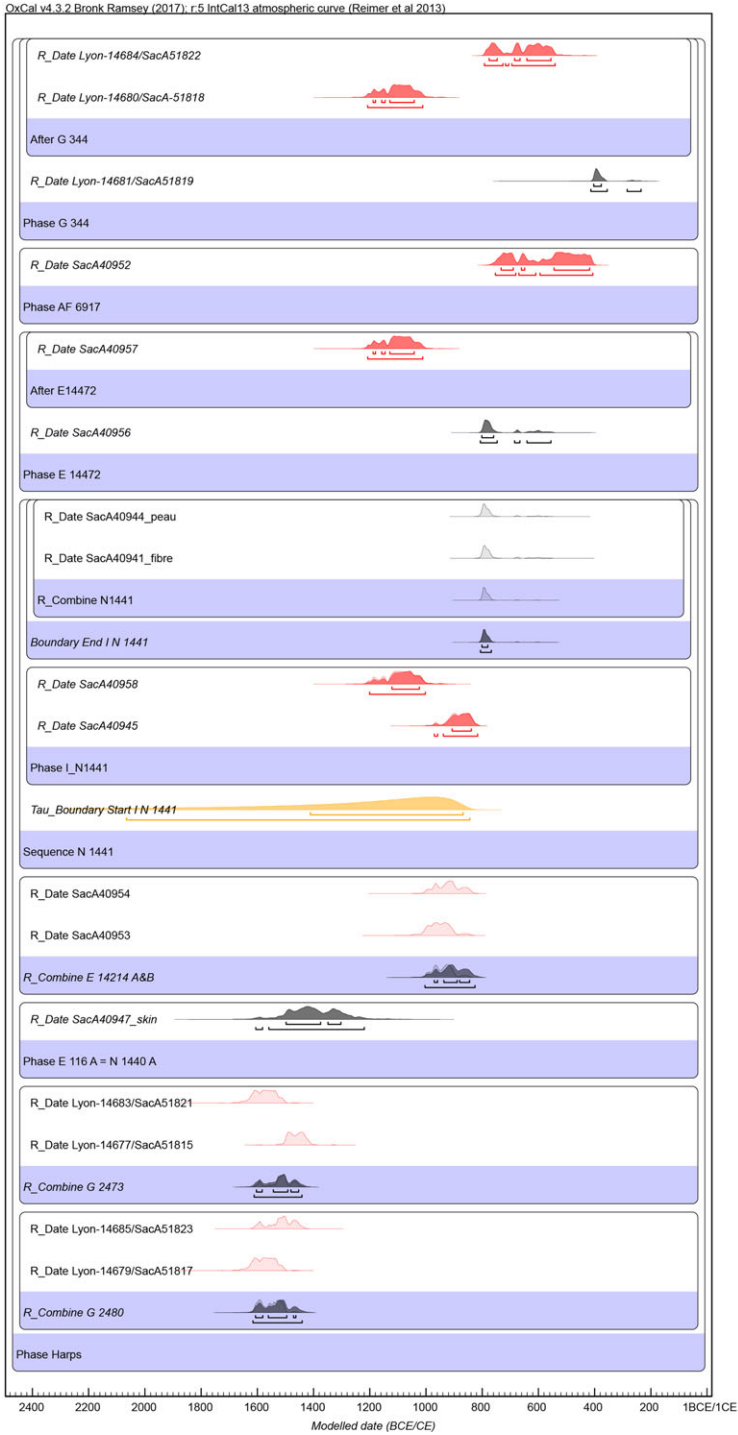 OxCal v4.3.2 Bronk Ramsey (2017); r:5 IntCal13 atmospheric curve (Reimer et al 2013)
R_Date Lyon-14684/SacA51822
R_Date Lyon-14680/SacA-51818
After G 344
R_Date Lyon-14681/SacA51819
Phase G 344
R_Date SacA40952
Phase AF 6917
R_Date SacA40957
After E14472
R_Date SacA40956
Phase E 14472
R_Date SacA40944_peau
R_Date SacA40941_fibre
R_Combine N1441
Boundary End I N 1441
R_Date SacA40958
R_Date SacA40945
Phase I_N1441
Tau_Boundary Start I N 1441
Sequence N 1441
R_Date SacA40954
R_Date SacA40953
R_Combine E 14214 A&B
R_Date SacA40947_skin
Phase E 116 A = N 1440 A
R_Date Lyon-14683/SacA51821
R_Date Lyon-14677/SacA51815
R_Combine G 2473
R_Date Lyon-14685/SacA51823
R_Date Lyon-14679/SacA51817
R_Combine G 2480
Phase Harps
2400 2200 2000 1800 1600 1400 1200 1000 800 600 400 200 1BCE/1CE
Modelled date (BCE/CE)